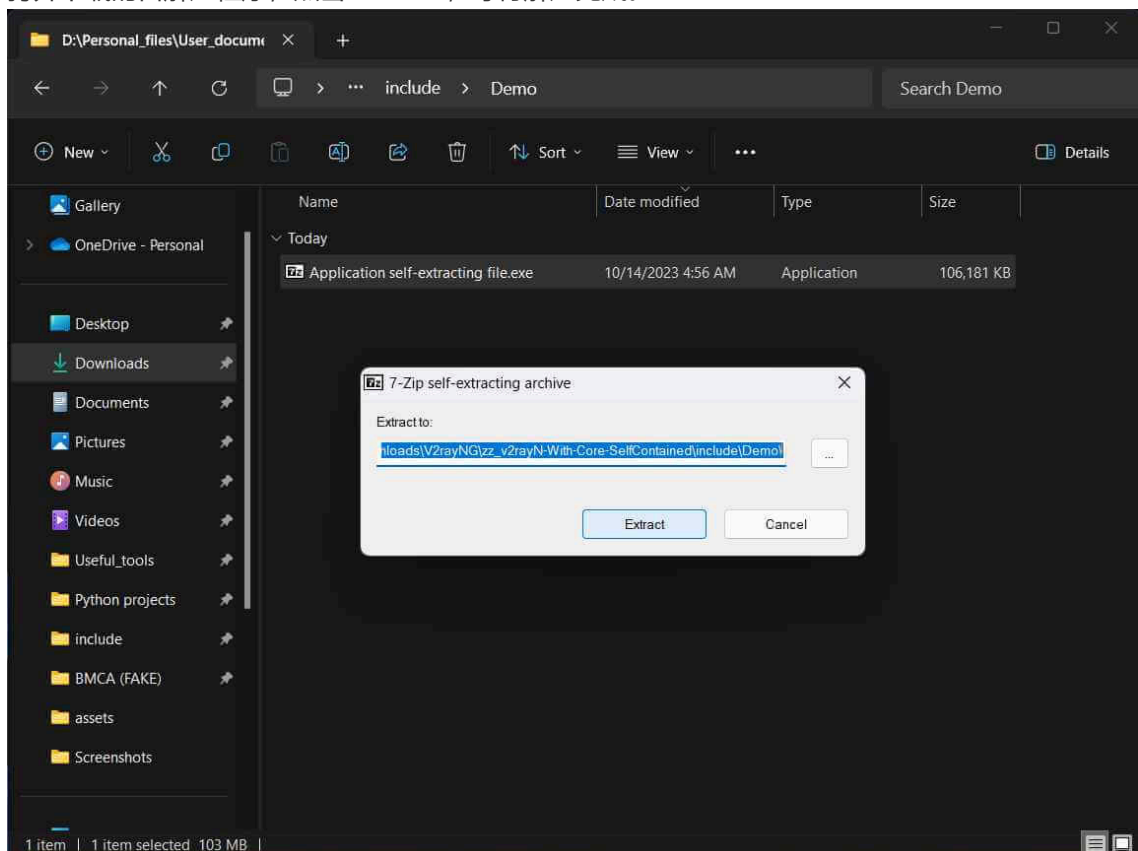 D:\Personal_files\User_docume
include > Demo
Search Demo
New
Sort
View
Details
Gallery
OneDrive - Personal
Desktop
Downloads
Documents
Pictures
Music
Videos
Useful_tools
Python projects
include
BMCA (FAKE)
assets
Screenshots
Name Date modified Type Size
Today
Application self-extracting file.exe 10/14/2023 4:56 AM Application 106,181 KB
7-Zip self-extracting archive
Extract to:
nloads\V2rayNG\zz_v2rayN-With-Core-SelfContained\include\Demo\
...
Extract Cancel
1 item | 1 item selected 103 MB |